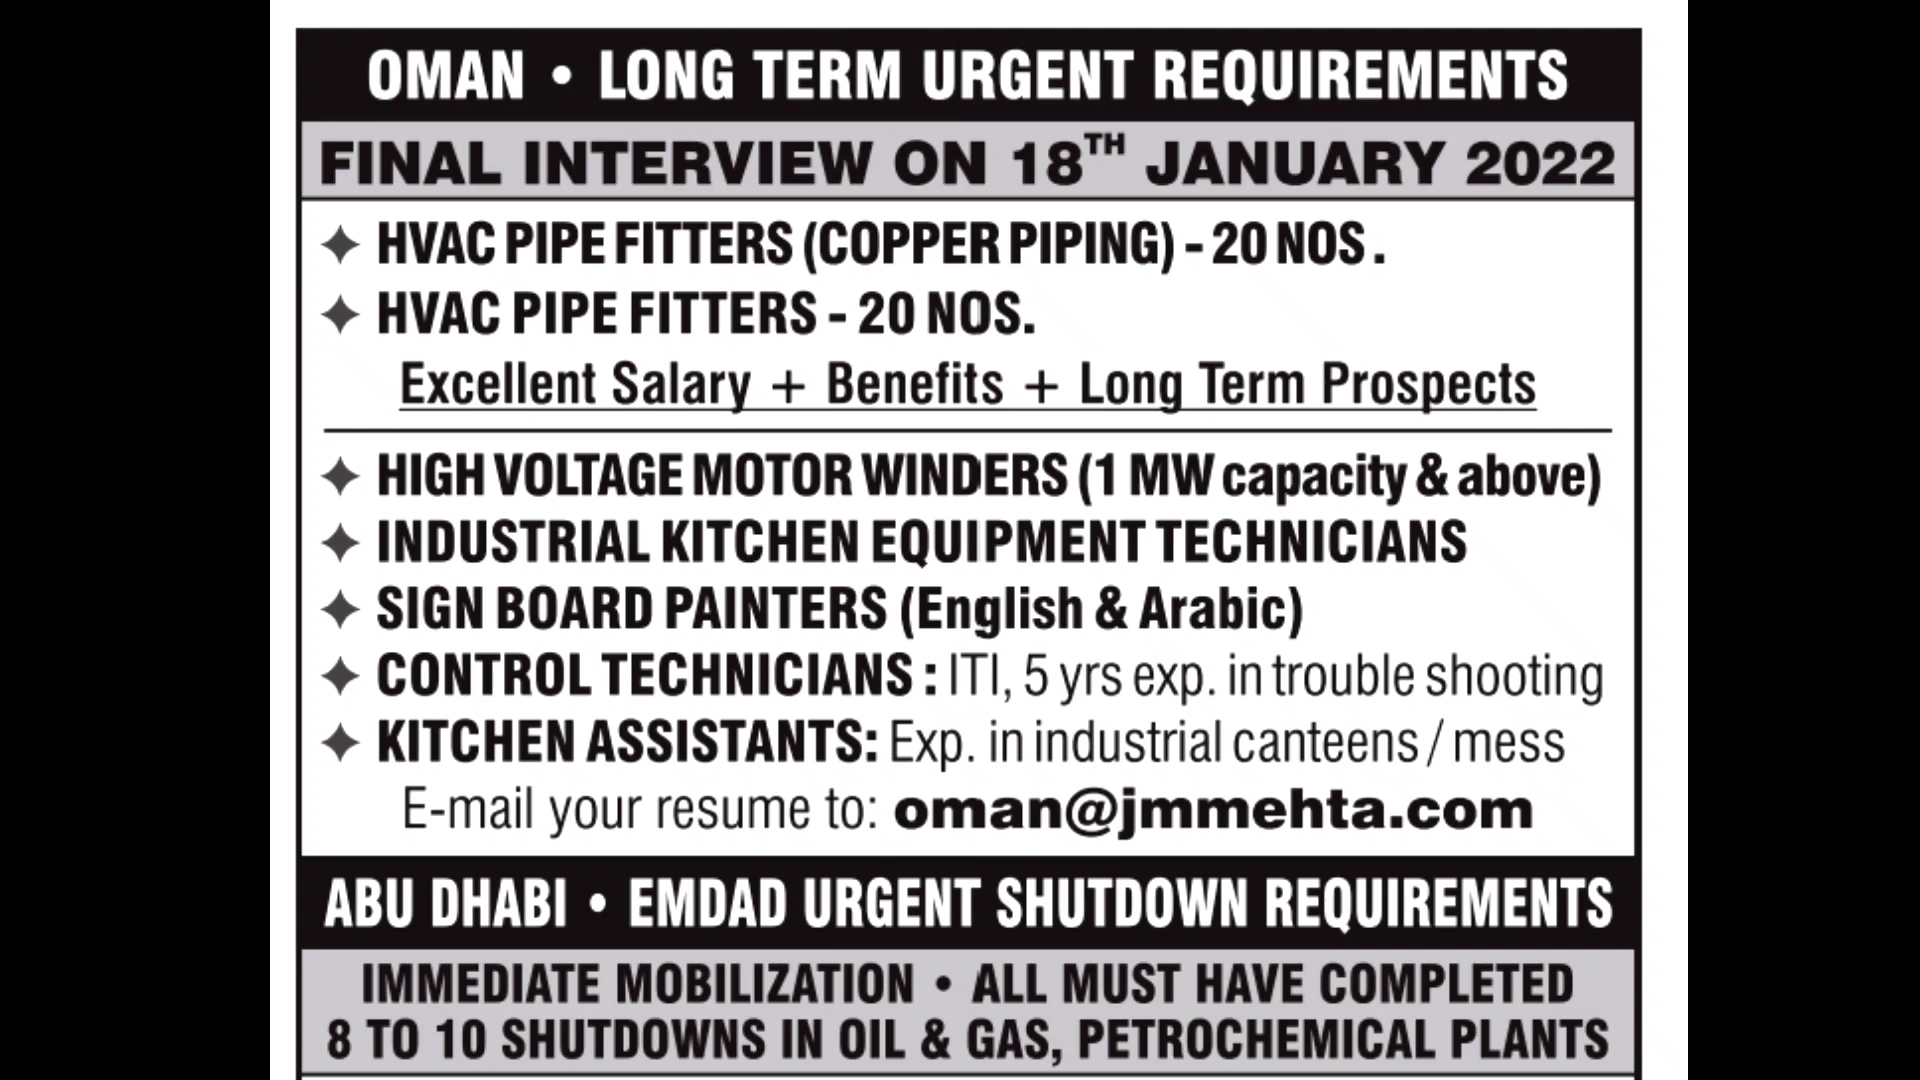 OMAN • LONG TERM URGENT REQUIREMENTS
FINAL INTERVIEW ON 18TH JANUARY 2022
✦ HVAC PIPE FITTERS (COPPER PIPING) - 20 NOS.
✦ HVAC PIPE FITTERS - 20 NOS.
Excellent Salary + Benefits + Long Term Prospects
✦ HIGH VOLTAGE MOTOR WINDERS (1 MW capacity & above)
✦ INDUSTRIAL KITCHEN EQUIPMENT TECHNICIANS
✦ SIGN BOARD PAINTERS (English & Arabic)
✦ CONTROL TECHNICIANS : ITI, 5 yrs exp. in trouble shooting
✦ KITCHEN ASSISTANTS: Exp. in industrial canteens / mess
E-mail your resume to: oman@jmmehta.com
ABU DHABI • EMDAD URGENT SHUTDOWN REQUIREMENTS
IMMEDIATE MOBILIZATION • ALL MUST HAVE COMPLETED
8 TO 10 SHUTDOWNS IN OIL & GAS, PETROCHEMICAL PLANTS